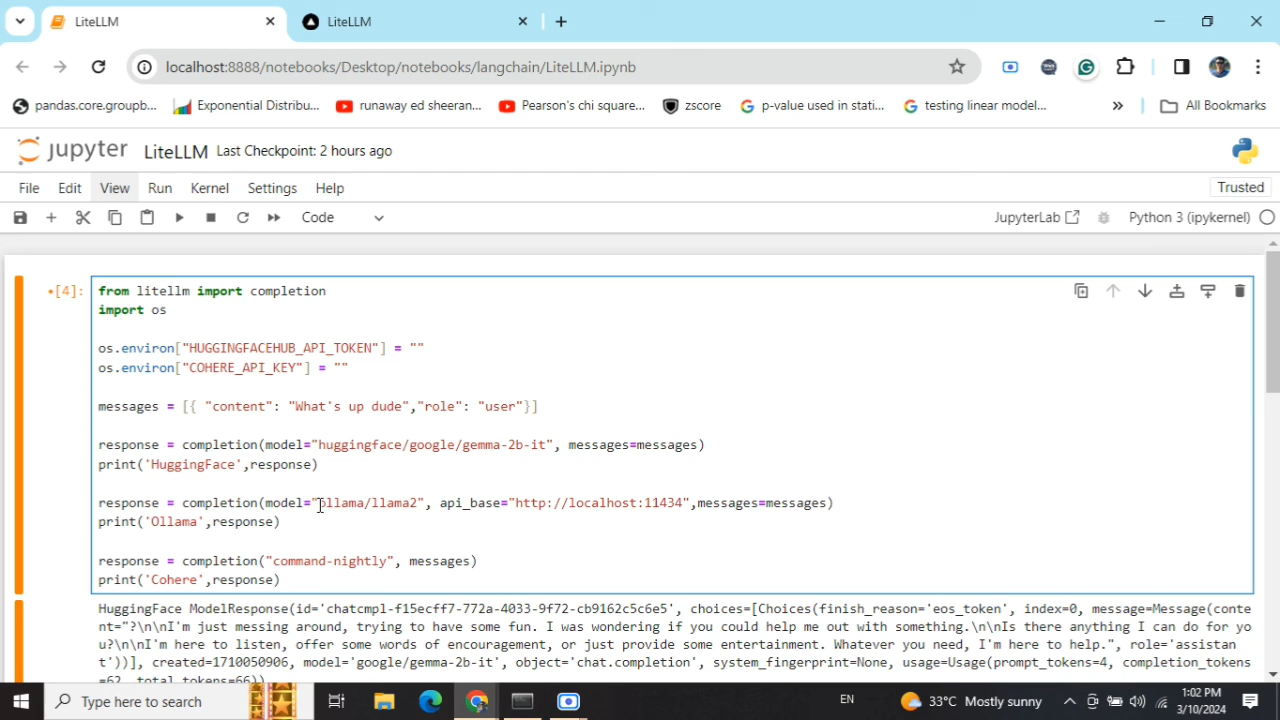 LiteLLM
LiteLLM
localhost:8888/notebooks/Desktop/notebooks/langchain/LiteLLM.ipynb
pandas.core.groupb...
Exponential Distribu...
runaway ed sheeran...
Pearson's chi square...
zscore
p-value used in stati...
testing linear model...
All Bookmarks
jupyter LiteLLM Last Checkpoint: 2 hours ago
File Edit View Run Kernel Settings Help
Trusted
Code
JupyterLab
Python 3 (ipykernel)
•[4]:
from litellm import completion
import os
os.environ["HUGGINGFACEHUB_API_TOKEN"] = ""
os.environ["COHERE_API_KEY"] = ""
messages = [{ "content": "What's up dude","role": "user"}]
response = completion(model="huggingface/google/gemma-2b-it", messages=messages)
print('HuggingFace',response)
response = completion(model="ollama/llama2", api_base="http://localhost:11434",messages=messages)
print('Ollama',response)
response = completion("command-nightly", messages)
print('Cohere',response)
HuggingFace ModelResponse(id='chatcmpl-f15ecff7-772a-4033-9f72-cb9162c5c6e5', choices=[Choices(finish_reason='eos_token', index=0, message=Message(conte
nt="?\n\nI'm just messing around, trying to have some fun. I was wondering if you could help me out with something.\n\nIs there anything I can do for yo
u?\n\nI'm here to listen, offer some words of encouragement, or just provide some entertainment. Whatever you need, I'm here to help.", role='assistan
t'))], created=1710050906, model='google/gemma-2b-it', object='chat.completion', system_fingerprint=None, usage=Usage(prompt_tokens=4, completion_tokens
=62, total_tokens=66))
Type here to search
EN
33°C Mostly sunny
1:02 PM
3/10/2024